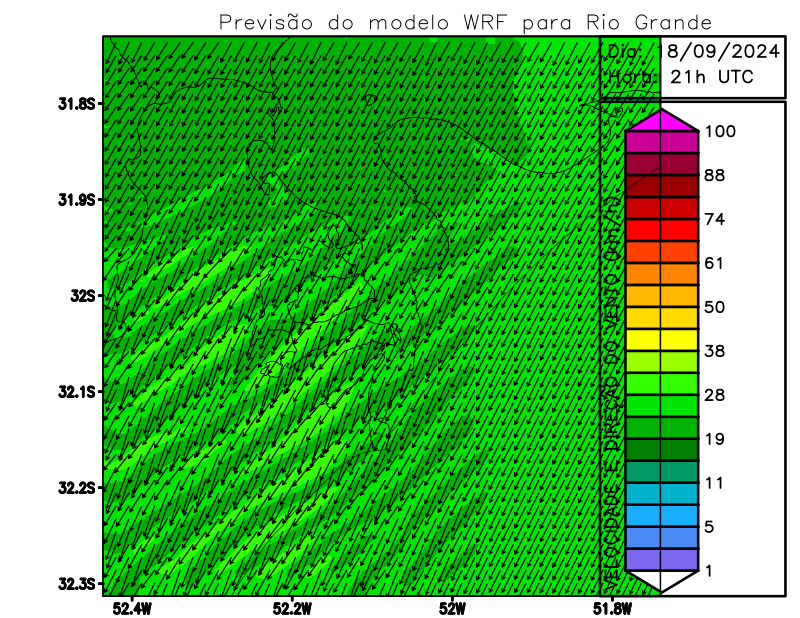 Previsão do modelo WRF para Rio Grande
Dia: 18/09/2024
Hora: 21h UTC
VELOCIDADE E DIREÇÃO DO VENTO (km/h)
100
88
74
61
50
38
28
19
11
5
1
31.8S
31.9S
32S
32.1S
32.2S
32.3S
52.4W
52.2W
52W
51.8W